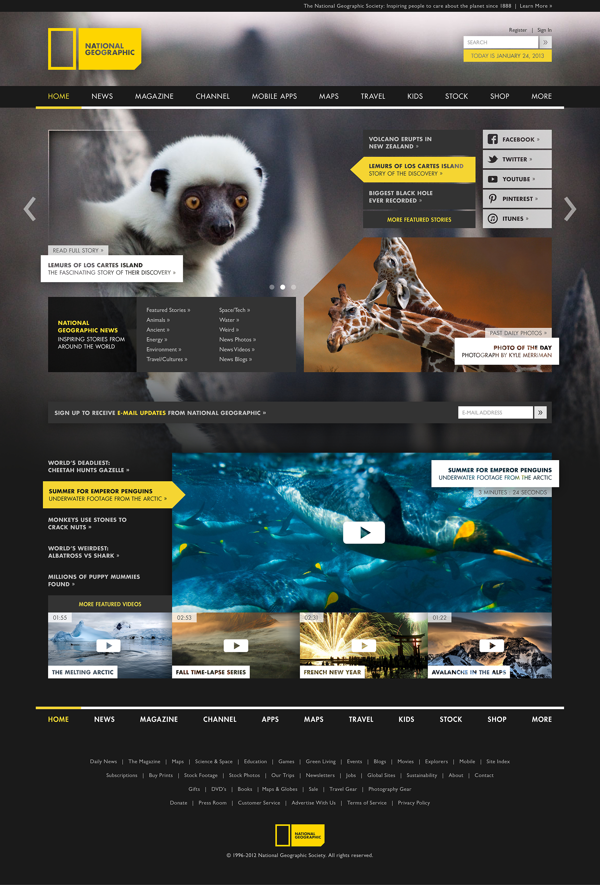 The National Geographic Society: Inspiring people to care about the planet since 1888 | Learn More »
NATIONAL
GEOGRAPHIC
Register | Sign In
SEARCH »
TODAY IS JANUARY 24, 2013
HOME NEWS MAGAZINE CHANNEL MOBILE APPS MAPS TRAVEL KIDS STOCK SHOP MORE
VOLCANO ERUPTS IN
NEW ZEALAND »
LEMURS OF LOS CARTES ISLAND
STORY OF THE DISCOVERY »
BIGGEST BLACK HOLE
EVER RECORDED »
MORE FEATURED STORIES
FACEBOOK »
TWITTER »
YOUTUBE »
PINTEREST »
ITUNES »
READ FULL STORY »
LEMURS OF LOS CARTES ISLAND
THE FASCINATING STORY OF THEIR DISCOVERY »
NATIONAL
GEOGRAPHIC NEWS
INSPIRING STORIES FROM
AROUND THE WORLD
Featured Stories »
Animals »
Ancient »
Energy »
Environment »
Travel/Cultures »
Space/Tech »
Water »
Weird »
News Photos »
News Videos »
News Blogs »
PAST DAILY PHOTOS »
PHOTO OF THE DAY
PHOTOGRAPH BY KYLE MERRIMAN
SIGN UP TO RECEIVE E-MAIL UPDATES FROM NATIONAL GEOGRAPHIC »
E-MAIL ADDRESS »
WORLD'S DEADLIEST:
CHEETAH HUNTS GAZELLE »
SUMMER FOR EMPEROR PENGUINS
UNDERWATER FOOTAGE FROM THE ARCTIC »
MONKEYS USE STONES TO
CRACK NUTS »
WORLD'S WEIRDEST:
ALBATROSS VS SHARK »
MILLIONS OF PUPPY MUMMIES
FOUND »
MORE FEATURED VIDEOS
SUMMER FOR EMPEROR PENGUINS
UNDERWATER FOOTAGE FROM THE ARCTIC
3 MINUTES : 24 SECONDS
01:55
THE MELTING ARCTIC
02:53
FALL TIME-LAPSE SERIES
02:31
FRENCH NEW YEAR
01:22
AVALANCHE IN THE ALPS
HOME NEWS MAGAZINE CHANNEL APPS MAPS TRAVEL KIDS STOCK SHOP MORE
Daily News | The Magazine | Maps | Science & Space | Education | Games | Green Living | Events | Blogs | Movies | Explorers | Mobile | Site Index
Subscriptions | Buy Prints | Stock Footage | Stock Photos | Our Trips | Newsletters | Jobs | Global Sites | Sustainability | About | Contact
Gifts | DVD's | Books | Maps & Globes | Sale | Travel Gear | Photography Gear
Donate | Press Room | Customer Service | Advertise With Us | Terms of Service | Privacy Policy
NATIONAL
GEOGRAPHIC
© 1996-2012 National Geographic Society. All rights reserved.